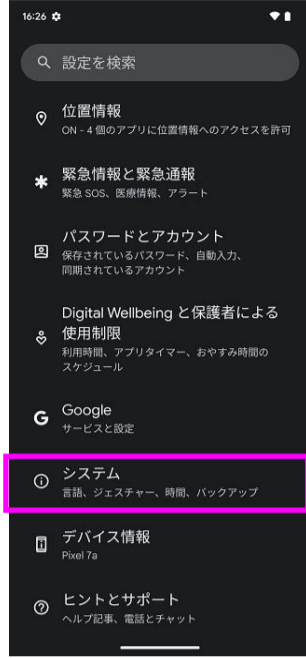 16:26
設定を検索
位置情報
ON - 4 個のアプリに位置情報へのアクセスを許可
緊急情報と緊急通報
緊急 SOS、医療情報、アラート
パスワードとアカウント
保存されているパスワード、自動入力、
同期されているアカウント
Digital Wellbeing と保護者による
使用制限
利用時間、アプリタイマー、おやすみ時間の
スケジュール
Google
サービスと設定
システム
言語、ジェスチャー、時間、バックアップ
デバイス情報
Pixel 7a
ヒントとサポート
ヘルプ記事、電話とチャット